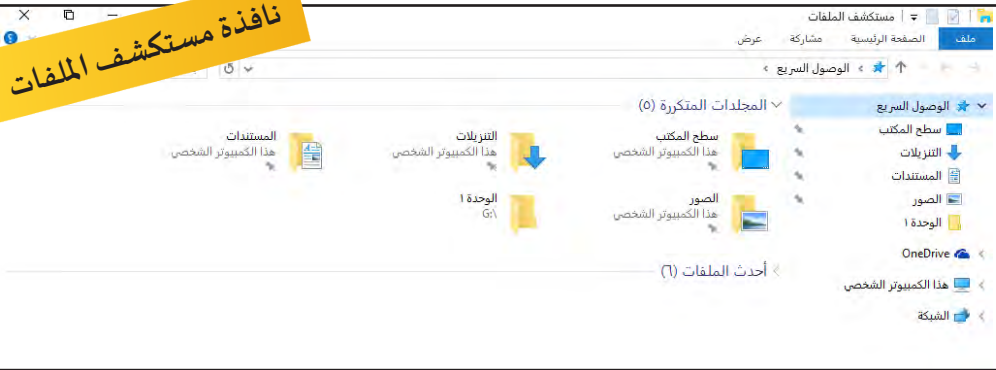 نافذة مستكشف الملفات
مستكشف الملفات
ملف الصفحة الرئيسية مشاركة عرض
الوصول السريع
الوصول السريع
سطح المكتب
التنزيلات
المستندات
الصور
الوحدة ١
OneDrive
هذا الكمبيوتر الشخصي
الشبكة
المجلدات المتكررة (٥)
سطح المكتب
هذا الكمبيوتر الشخصي
التنزيلات
هذا الكمبيوتر الشخصي
المستندات
هذا الكمبيوتر الشخصي
الصور
هذا الكمبيوتر الشخصي
الوحدة ١
G:\
أحدث الملفات (٦)